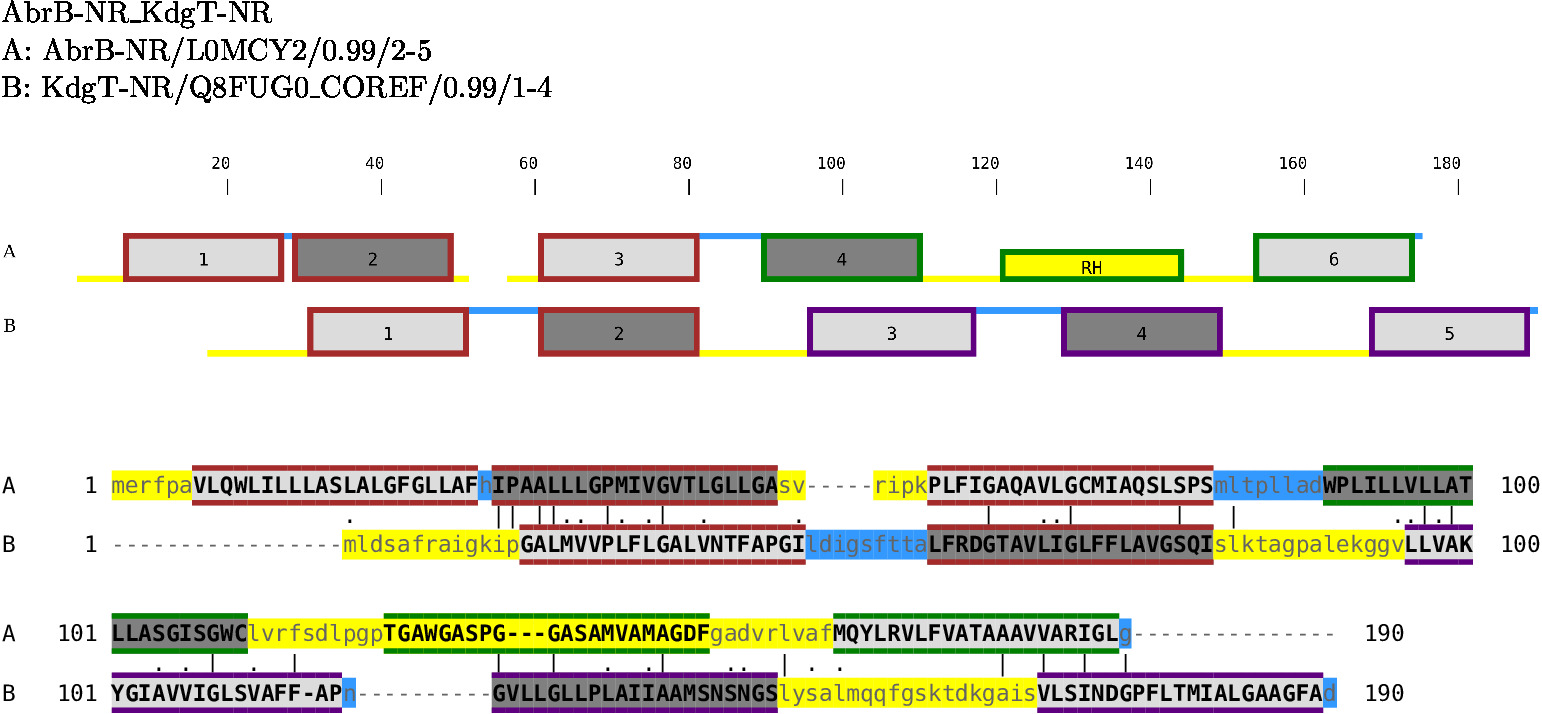 AbrB-NR_KdgT-NR
A: AbrB-NR/L0MCY2/0.99/2-5
B: KdgT-NR/Q8FUG0_COREF/0.99/1-4
20 40 60 80 100 120 140 160 180
A 1 2 3 4 RH 6
B 1 2 3 4 5
A 1 merfpaVLQWLILLLASLALGFGLLAFhIPAALLLGPMIVGVTLGLLGAsv-----ripkPLFIGAQAVLGCMIAQSLSPSmltplladWPLILLVLLAT 100
B 1 -----------------mldsafraigkipGALMVVPLFLGALVNTFAPGIldigsfttaLFRDGTAVLIGLFFLAVGSQIslktagpalekggvLLVAK 100
A 101 LLASGISGWClvrfsdlpgpTGAWGASPG---GASAMVAMAGDFgadvrlvafMQYLRVLFVATAAAVVARIGLg--------------- 190
B 101 YGIAVVIGLSVAFF-APn----------GVLLGLLPLAIIAAMSNSNGSlysalmqqfgsktdkgaisVLSINDGPFLTMIALGAAGFAd 190